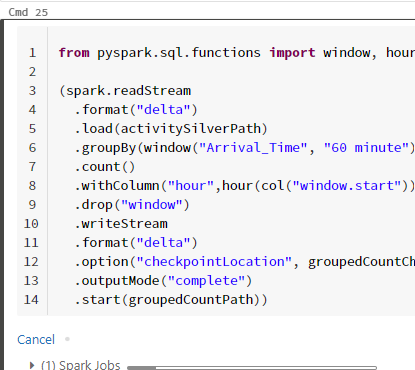 Cmd 25
1 from pyspark.sql.functions import window, hour
2
3 (spark.readStream
4 .format("delta")
5 .load(activitySilverPath)
6 .groupBy(window("Arrival_Time", "60 minute")
7 .count()
8 .withColumn("hour",hour(col("window.start"))
9 .drop("window")
10 .writeStream
11 .format("delta")
12 .option("checkpointLocation", groupedCountCh
13 .outputMode("complete")
14 .start(groupedCountPath))
Cancel
(1) Spark Jobs